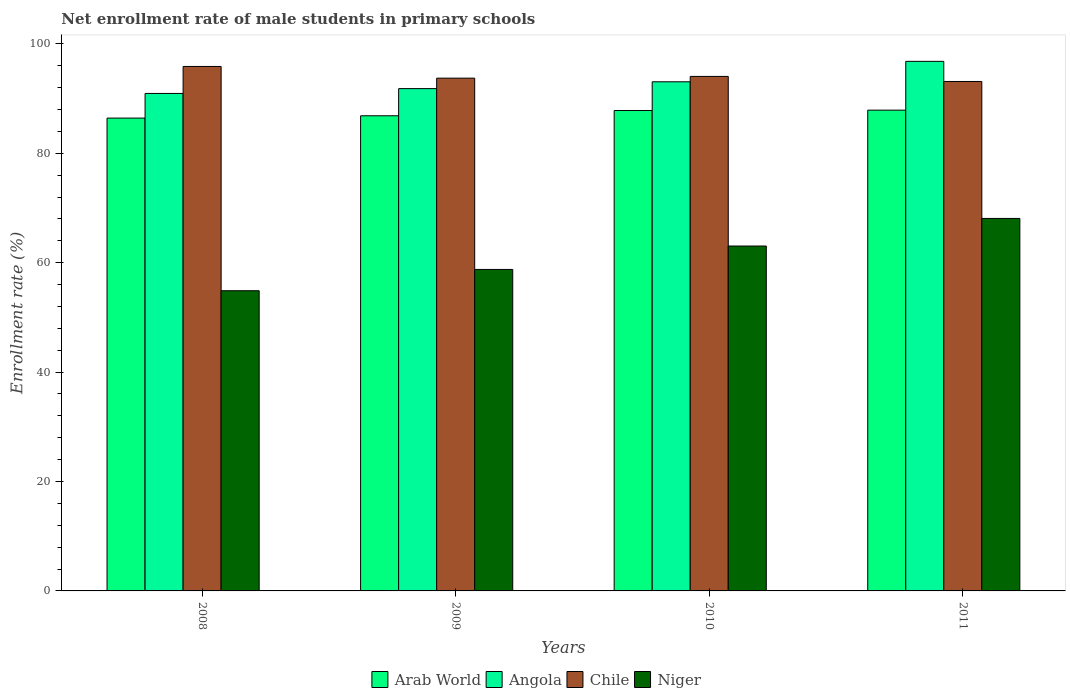 Net enrollment rate of male students in primary schools
Enrollment rate (%)
100
80
60
40
20
0
2008
2009
2010
2011
Years
Arab World
Angola
Chile
Niger